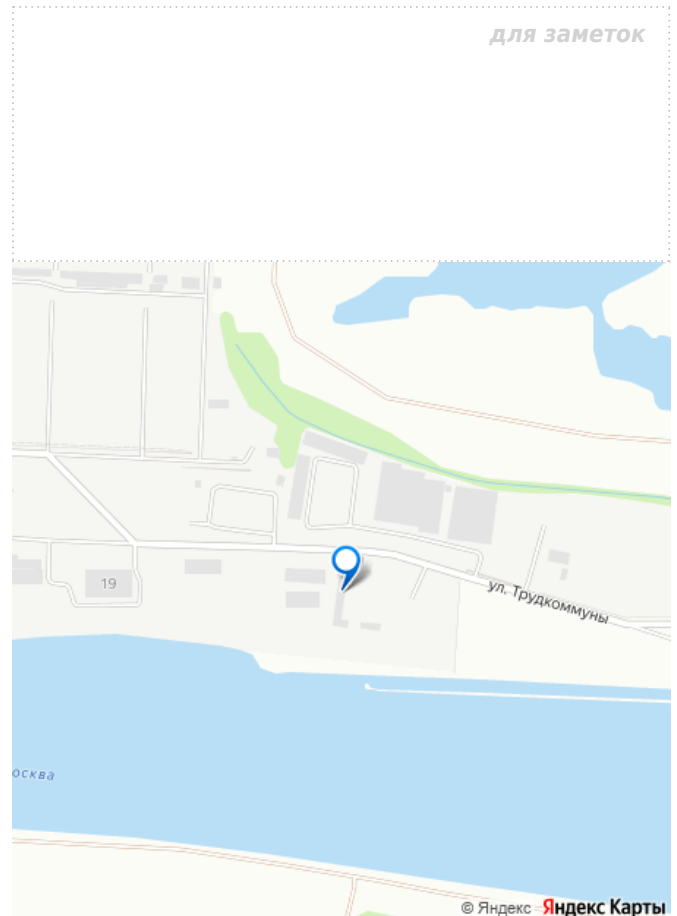 для заметок
19
ул. Трудкоммуны
осква
© Яндекс Яндекс Карты